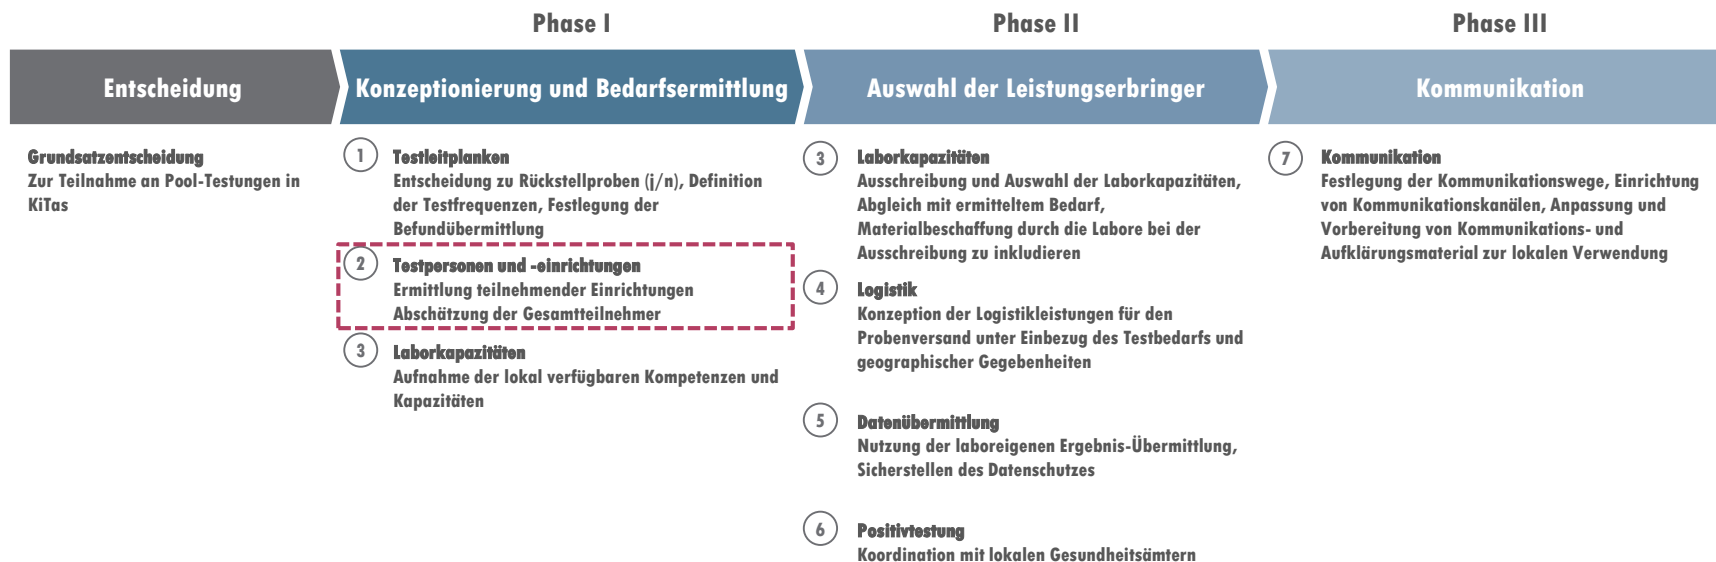 Phase I
Phase II
Phase III
Entscheidung
Konzeptionierung und Bedarfsermittlung
Auswahl der Leistungserbringer
Kommunikation
Grundsatzentscheidung
Zur Teilnahme an Pool-Testungen in
KiTas
1
Testleitplanken
Entscheidung zu Rückstellproben (j/n), Definition
der Testfrequenzen, Festlegung der
Befundübermittlung
2
Testpersonen und -einrichtungen
Ermittlung teilnehmender Einrichtungen
Abschätzung der Gesamtteilnehmer
3
Laborkapazitäten
Aufnahme der lokal verfügbaren Kompetenzen und
Kapazitäten
3
Laborkapazitäten
Ausschreibung und Auswahl der Laborkapazitäten,
Abgleich mit ermitteltem Bedarf,
Materialbeschaffung durch die Labore bei der
Ausschreibung zu inkludieren
4
Logistik
Konzeption der Logistikleistungen für den
Probenversand unter Einbezug des Testbedarfs und
geographischer Gegebenheiten
5
Datenübermittlung
Nutzung der laboreigenen Ergebnis-Übermittlung,
Sicherstellen des Datenschutzes
6
Positivtestung
Koordination mit lokalen Gesundheitsämtern
7
Kommunikation
Festlegung der Kommunikationswege, Einrichtung
von Kommunikationskanälen, Anpassung und
Vorbereitung von Kommunikations- und
Aufklärungsmaterial zur lokalen Verwendung